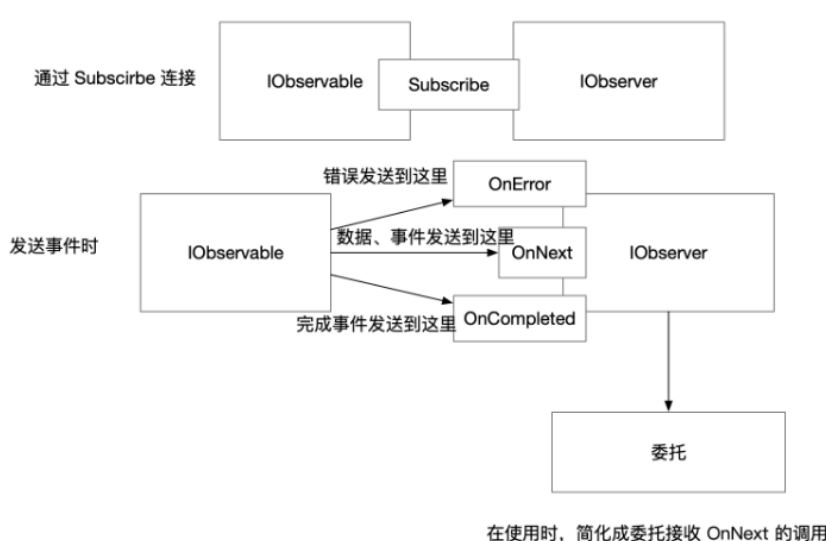 通过 Subscirbe 连接
IObservable
Subscribe
IObserver
错误发送到这里
OnError
发送事件时
IObservable
数据、事件发送到这里
OnNext
IObserver
完成事件发送到这里
OnCompleted
委托
在使用时，简化成委托接收 OnNext 的调用